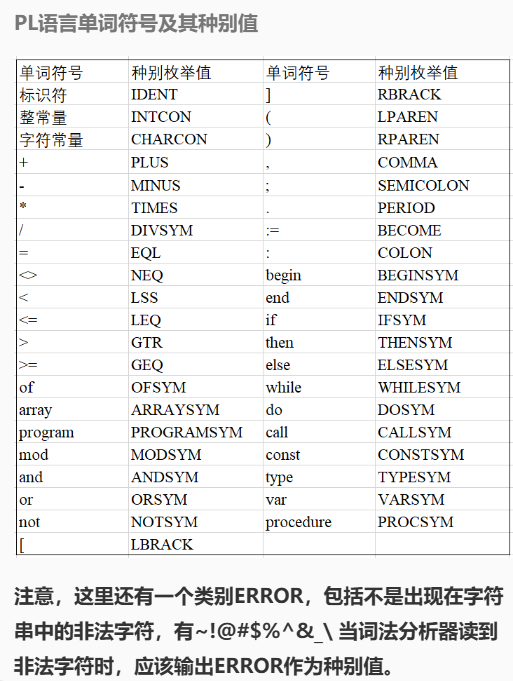 PL语言单词符号及其种别值
单词符号 种别枚举值 单词符号 种别枚举值
标识符 IDENT ] RBRACK
整常量 INTCON ( LPAREN
字符常量 CHARCON ) RPAREN
+ PLUS , COMMA
- MINUS ; SEMICOLON
* TIMES . PERIOD
/ DIVSYM := BECOME
= EQL : COLON
<> NEQ begin BEGINSYM
< LSS end ENDSYM
<= LEQ if IFSYM
> GTR then THENSYM
>= GEQ else ELSESYM
of OFSYM while WHILESYM
array ARRAYSYM do DOSYM
program PROGRAMSYM call CALLSYM
mod MODSYM const CONSTSYM
and ANDSYM type TYPESYM
or ORSYM var VARSYM
not NOTSYM procedure PROCSYM
[ LBRACK
注意，这里还有一个类别ERROR，包括不是出现在字符
串中的非法字符，有~!@#$%^&_\ 当词法分析器读到
非法字符时，应该输出ERROR作为种别值。